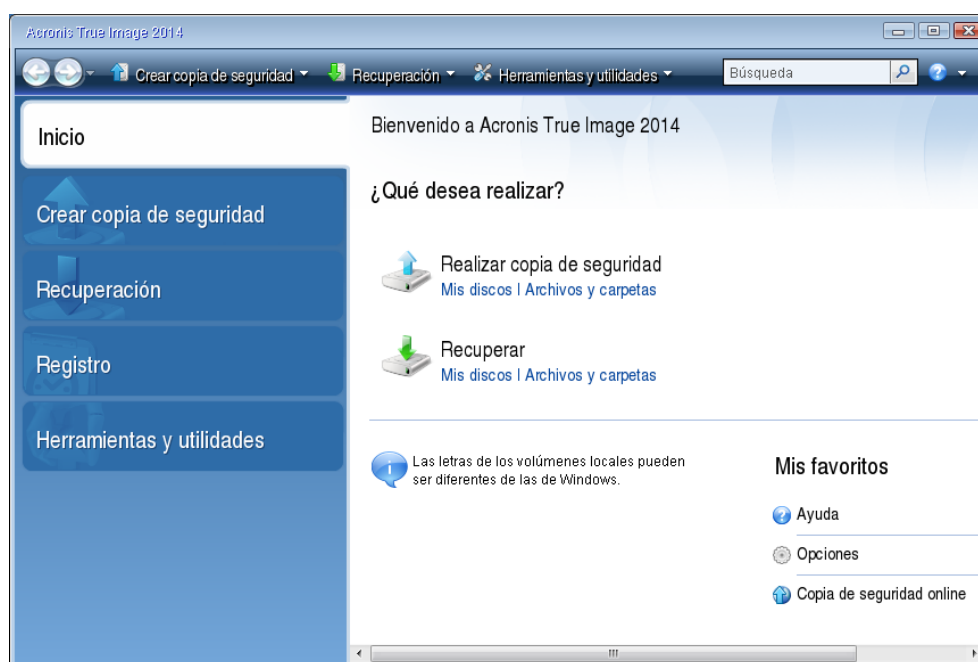 Acronis True Image 2014
Crear copia de seguridad
Recuperación
Herramientas y utilidades
Búsqueda
Inicio
Crear copia de seguridad
Recuperación
Registro
Herramientas y utilidades
Bienvenido a Acronis True Image 2014
¿Qué desea realizar?
Realizar copia de seguridad
Mis discos | Archivos y carpetas
Recuperar
Mis discos | Archivos y carpetas
Las letras de los volúmenes locales pueden
ser diferentes de las de Windows.
Mis favoritos
Ayuda
Opciones
Copia de seguridad online